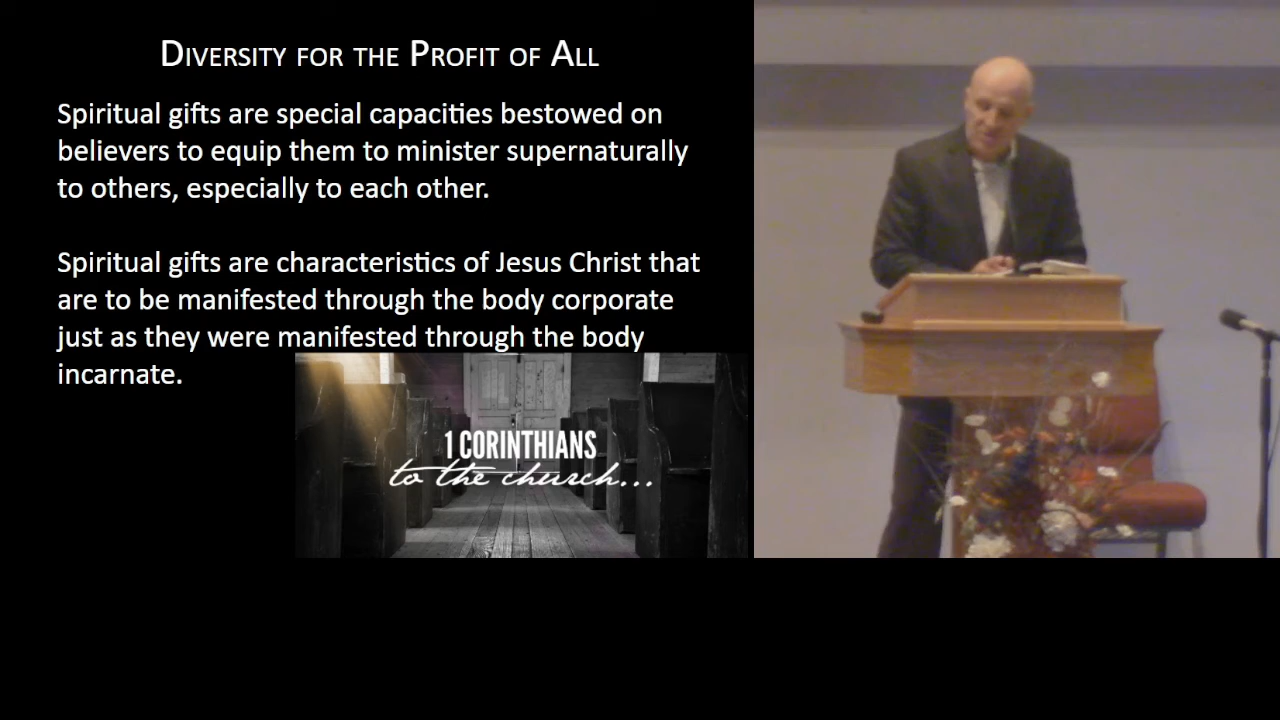 Diversity for the Profit of All
Spiritual gifts are special capacities bestowed on
believers to equip them to minister supernaturally
to others, especially to each other.
Spiritual gifts are characteristics of Jesus Christ that
are to be manifested through the body corporate
just as they were manifested through the body
incarnate.
1 CORINTHIANS
to the church...